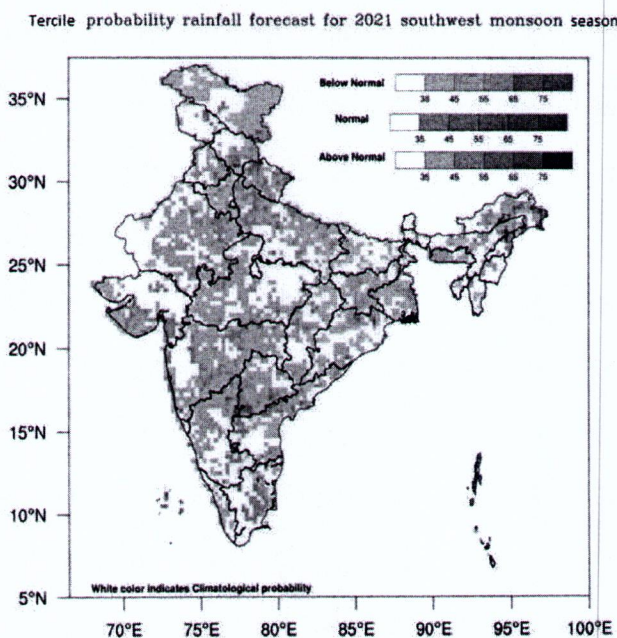 Tercile probability rainfall forecast for 2021 southwest monsoon season
Below Normal
35 45 55 65 75
Normal
35 45 55 65 75
Above Normal
35 45 55 65 75
35°N
30°N
25°N
20°N
15°N
10°N
5°N
White color indicates Climatological probability
70°E 75°E 80°E 85°E 90°E 95°E 100°E